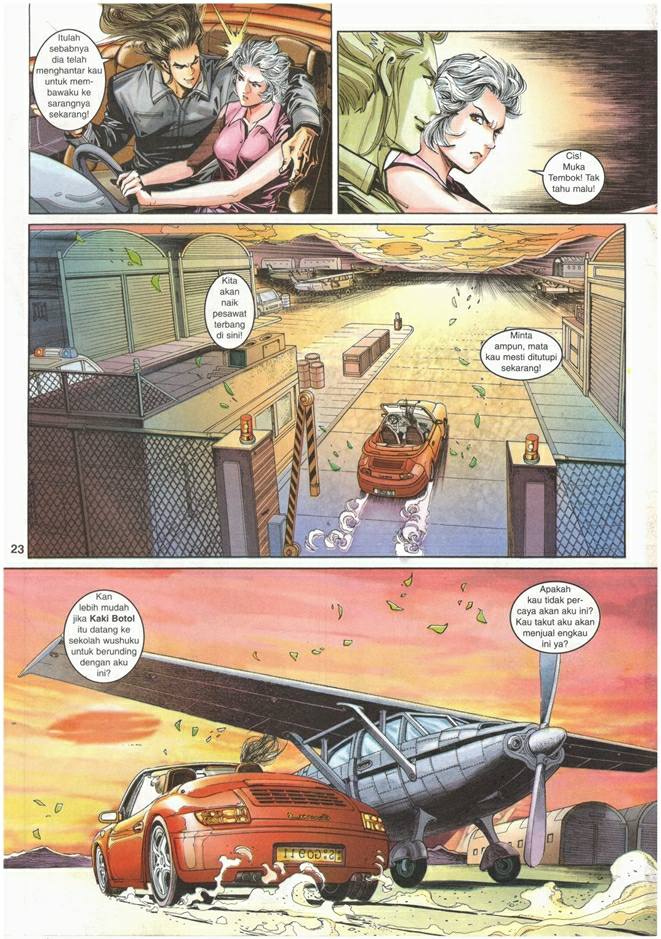 Itulah
sebabnya
dia telah
menghantar kau
untuk mem-
bawaku ke
sarangnya
sekarang!
Cis!
Muka
Tembok! Tak
tahu malu!
Kita
akan
naik
pesawat
terbang
di sini!
Minta
ampun, mata
kau mesti ditutupi
sekarang!
23
Kan
lebih mudah
jika Kaki Botol
itu datang ke
sekolah wushuku
untuk berunding
dengan aku
ini?
Apakah
kau tidak per-
caya akan aku ini?
Kau takut aku akan
menjual engkau
ini ya?